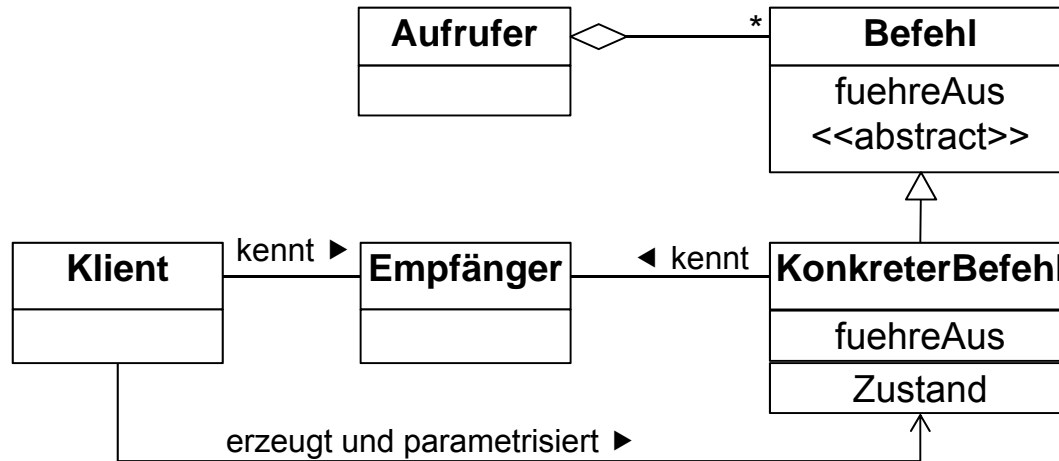 Aufrufer
*
Befehl
fuehreAus
<<abstract>>
Klient
kennt ▶
Empfänger
◀ kennt
KonkreterBefehl
fuehreAus
Zustand
erzeugt und parametrisiert ▶